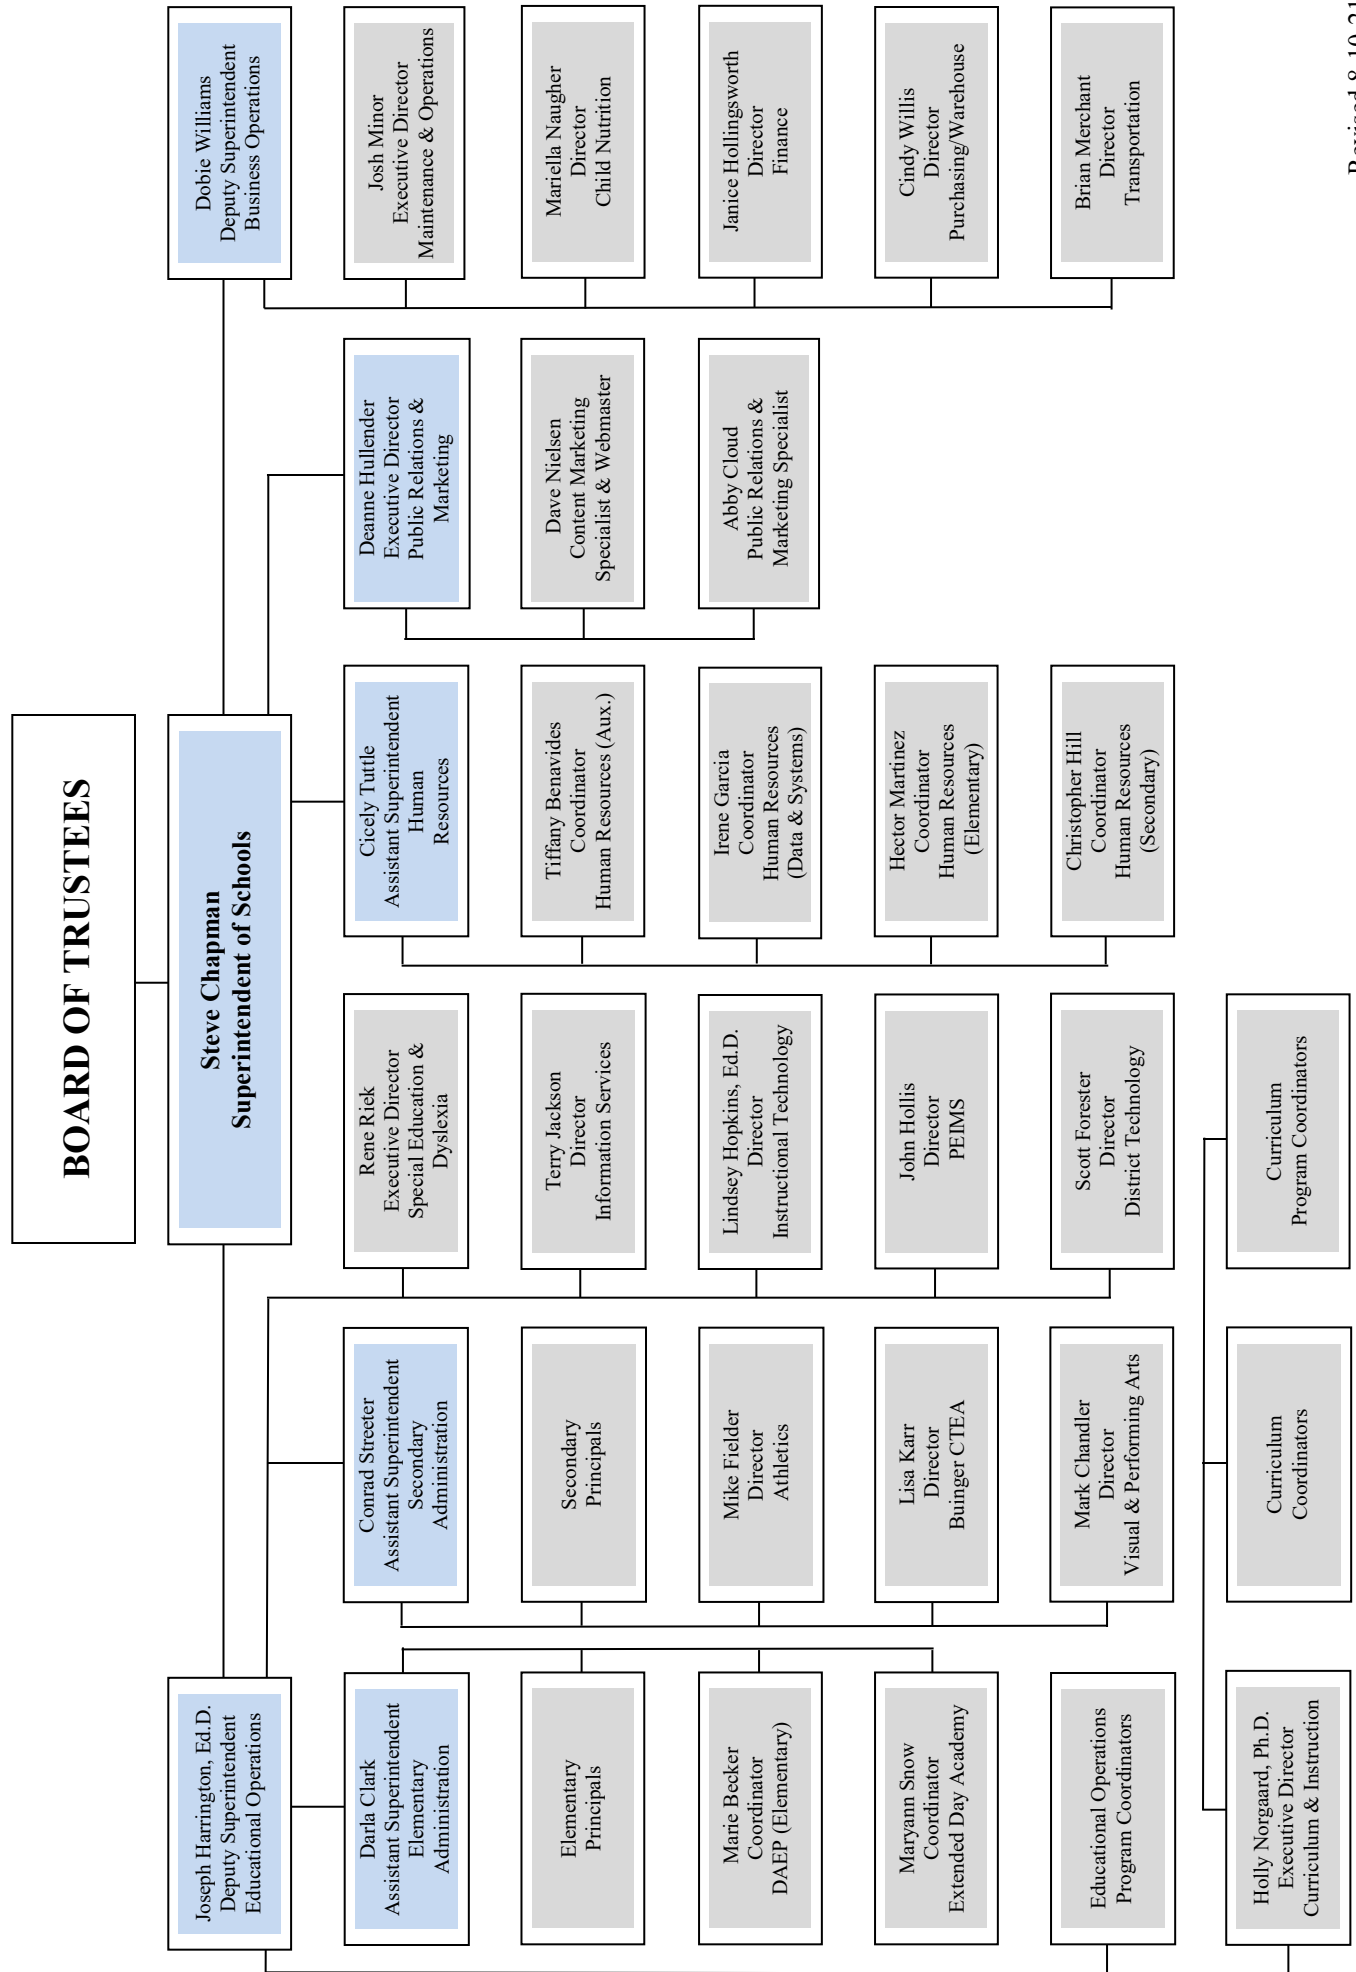 BOARD OF TRUSTEES
Steve Chapman
Superintendent of Schools
Joseph Harrington, Ed.D.
Deputy Superintendent
Educational Operations
Dobie Williams
Deputy Superintendent
Business Operations
Darla Clark
Assistant Superintendent
Elementary
Administration
Conrad Streeter
Assistant Superintendent
Secondary
Administration
Rene Riek
Executive Director
Special Education &
Dyslexia
Cicely Tuttle
Assistant Superintendent
Human
Resources
Deanne Hullender
Executive Director
Public Relations &
Marketing
Josh Minor
Executive Director
Maintenance & Operations
Elementary
Principals
Secondary
Principals
Terry Jackson
Director
Information Services
Tiffany Benavides
Coordinator
Human Resources (Aux.)
Dave Nielsen
Content Marketing
Specialist & Webmaster
Mariella Naugher
Director
Child Nutrition
Marie Becker
Coordinator
DAEP (Elementary)
Mike Fielder
Director
Athletics
Lindsey Hopkins, Ed.D.
Director
Instructional Technology
Irene Garcia
Coordinator
Human Resources
(Data & Systems)
Abby Cloud
Public Relations &
Marketing Specialist
Janice Hollingsworth
Director
Finance
Maryann Snow
Coordinator
Extended Day Academy
Lisa Karr
Director
Buinger CTEA
John Hollis
Director
PEIMS
Hector Martinez
Coordinator
Human Resources
(Elementary)
Cindy Willis
Director
Purchasing/Warehouse
Educational Operations
Program Coordinators
Mark Chandler
Director
Visual & Performing Arts
Scott Forester
Director
District Technology
Christopher Hill
Coordinator
Human Resources
(Secondary)
Brian Merchant
Director
Transportation
Holly Norgaard, Ph.D.
Executive Director
Curriculum & Instruction
Curriculum
Coordinators
Curriculum
Program Coordinators
Revised 8-10-21